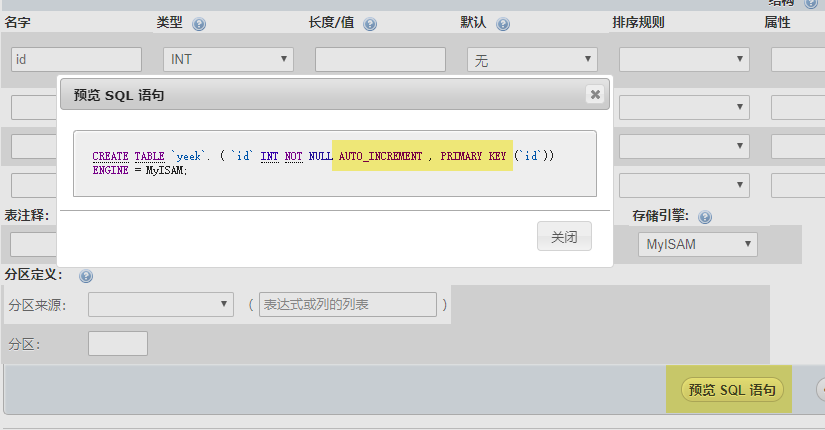 结构
名字 类型 长度/值 默认 排序规则 属性
id INT 无
预览 SQL 语句
CREATE TABLE `yeek`. ( `id` INT NOT NULL AUTO_INCREMENT , PRIMARY KEY (`id`))
ENGINE = MyISAM;
关闭
表注释: 存储引擎:
MyISAM
分区定义:
分区来源: ( 表达式或列的列表 )
分区:
预览 SQL 语句